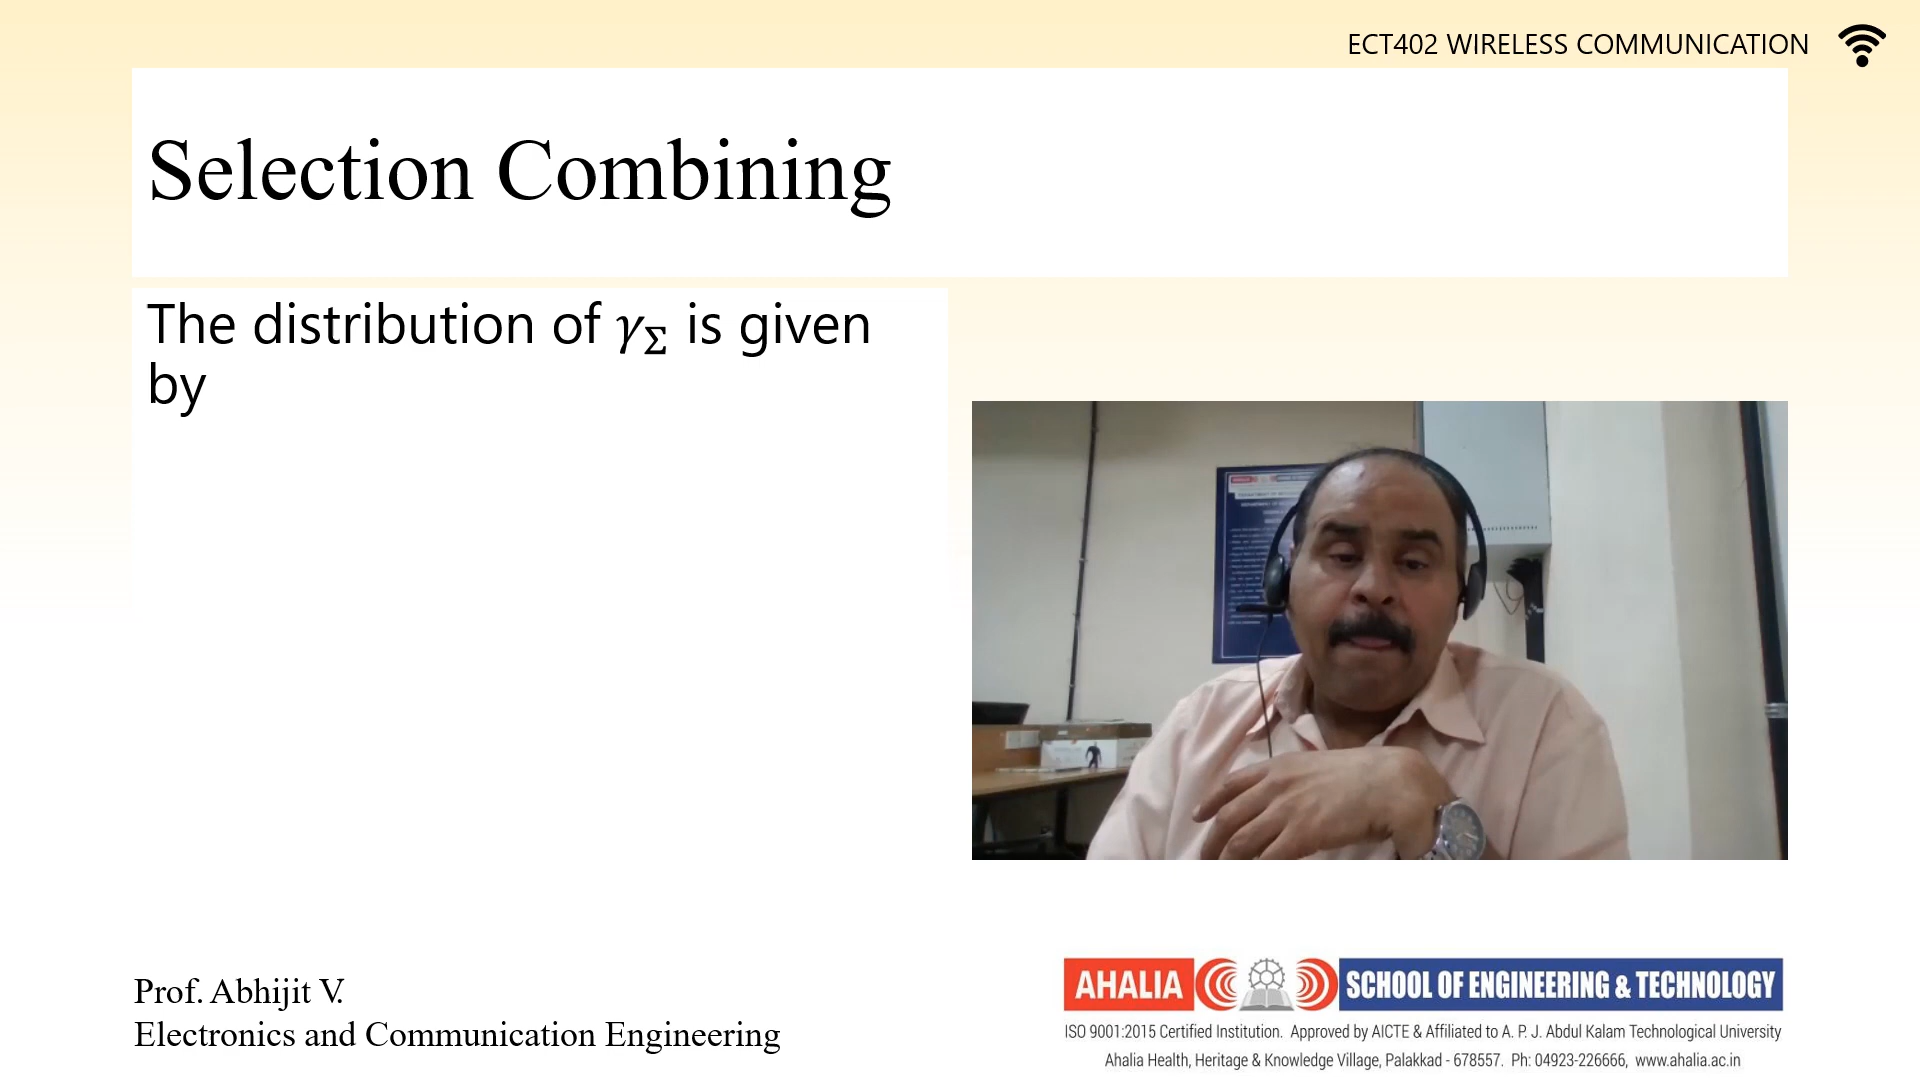 ECT402 WIRELESS COMMUNICATION
Selection Combining
The distribution of γ_Σ is given
by
Prof. Abhijit V.
Electronics and Communication Engineering
AHALIA SCHOOL OF ENGINEERING & TECHNOLOGY
ISO 9001:2015 Certified Institution. Approved by AICTE & Affiliated to A. P. J. Abdul Kalam Technological University
Ahalia Health, Heritage & Knowledge Village, Palakkad - 678557. Ph: 04923-226666, www.ahalia.ac.in